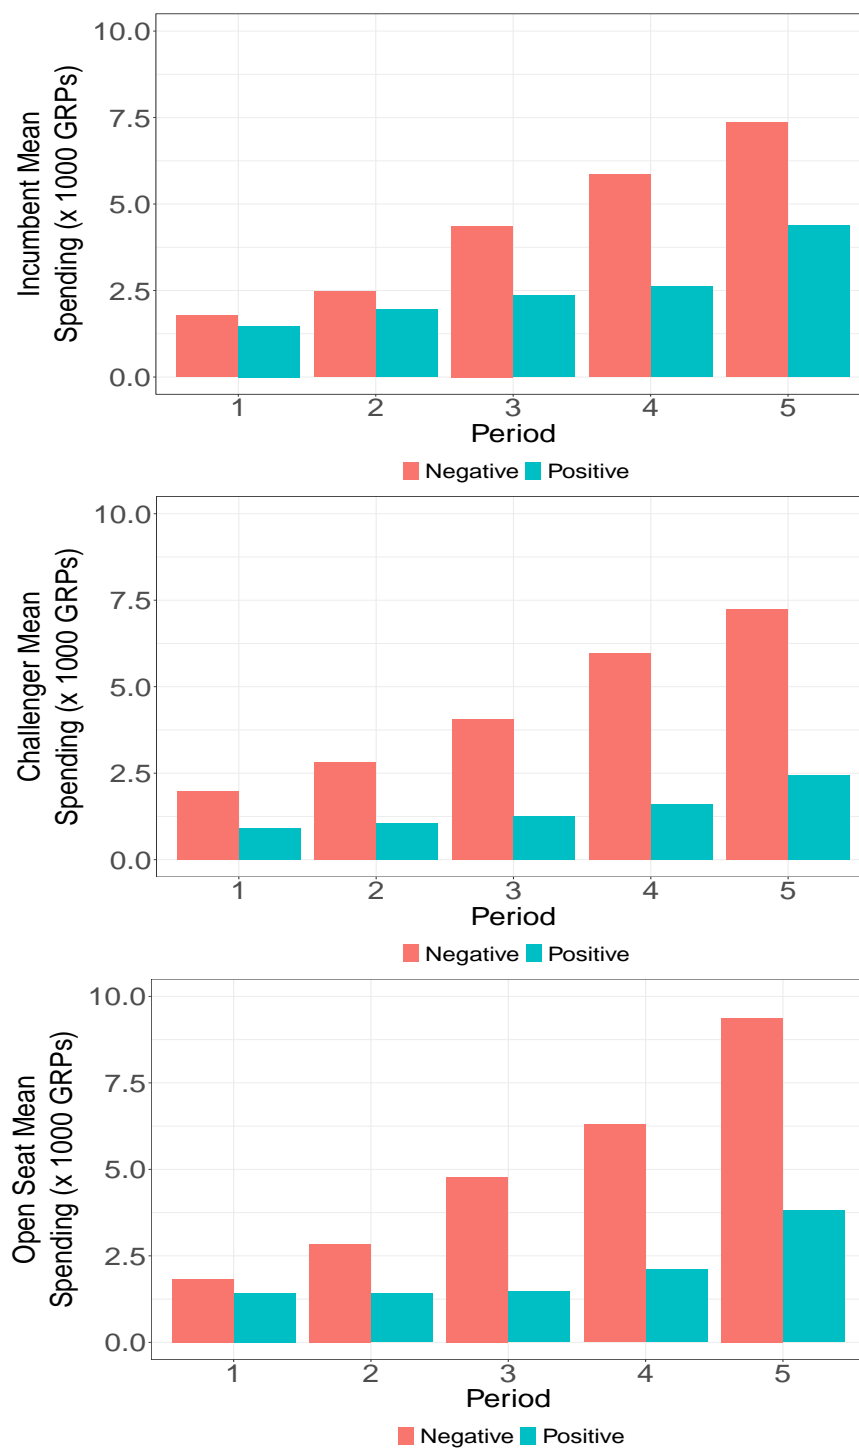 Incumbent Mean
Spending (x 1000 GRPs)
10.0
7.5
5.0
2.5
0.0
1 2 3 4 5
Period
Negative Positive
Challenger Mean
Spending (x 1000 GRPs)
10.0
7.5
5.0
2.5
0.0
1 2 3 4 5
Period
Negative Positive
Open Seat Mean
Spending (x 1000 GRPs)
10.0
7.5
5.0
2.5
0.0
1 2 3 4 5
Period
Negative Positive